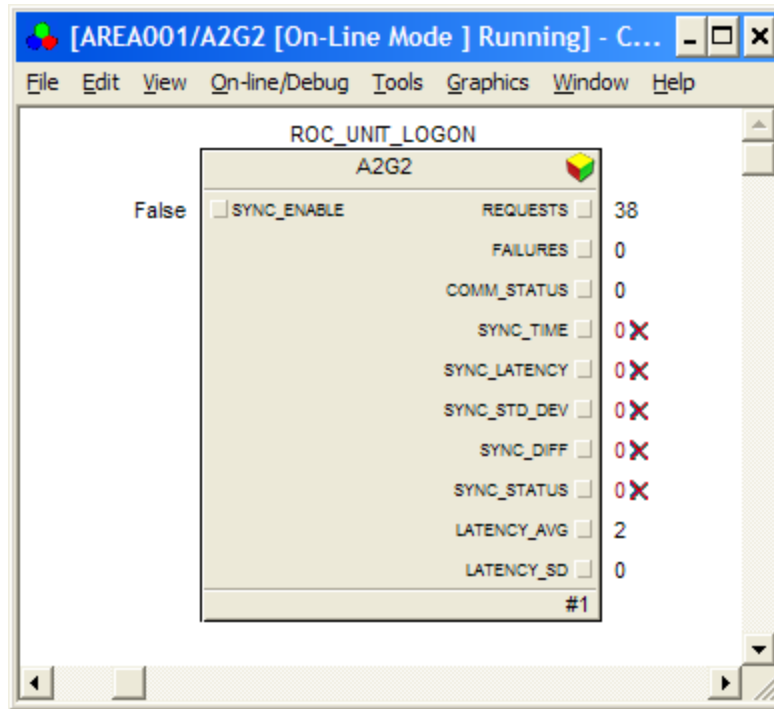 [AREA001/A2G2 [On-Line Mode ] Running] - C...
File Edit View On-line/Debug Tools Graphics Window Help
ROC_UNIT_LOGON
A2G2
False SYNC_ENABLE REQUESTS 38
FAILURES 0
COMM_STATUS 0
SYNC_TIME 0
SYNC_LATENCY 0
SYNC_STD_DEV 0
SYNC_DIFF 0
SYNC_STATUS 0
LATENCY_AVG 2
LATENCY_SD 0
#1